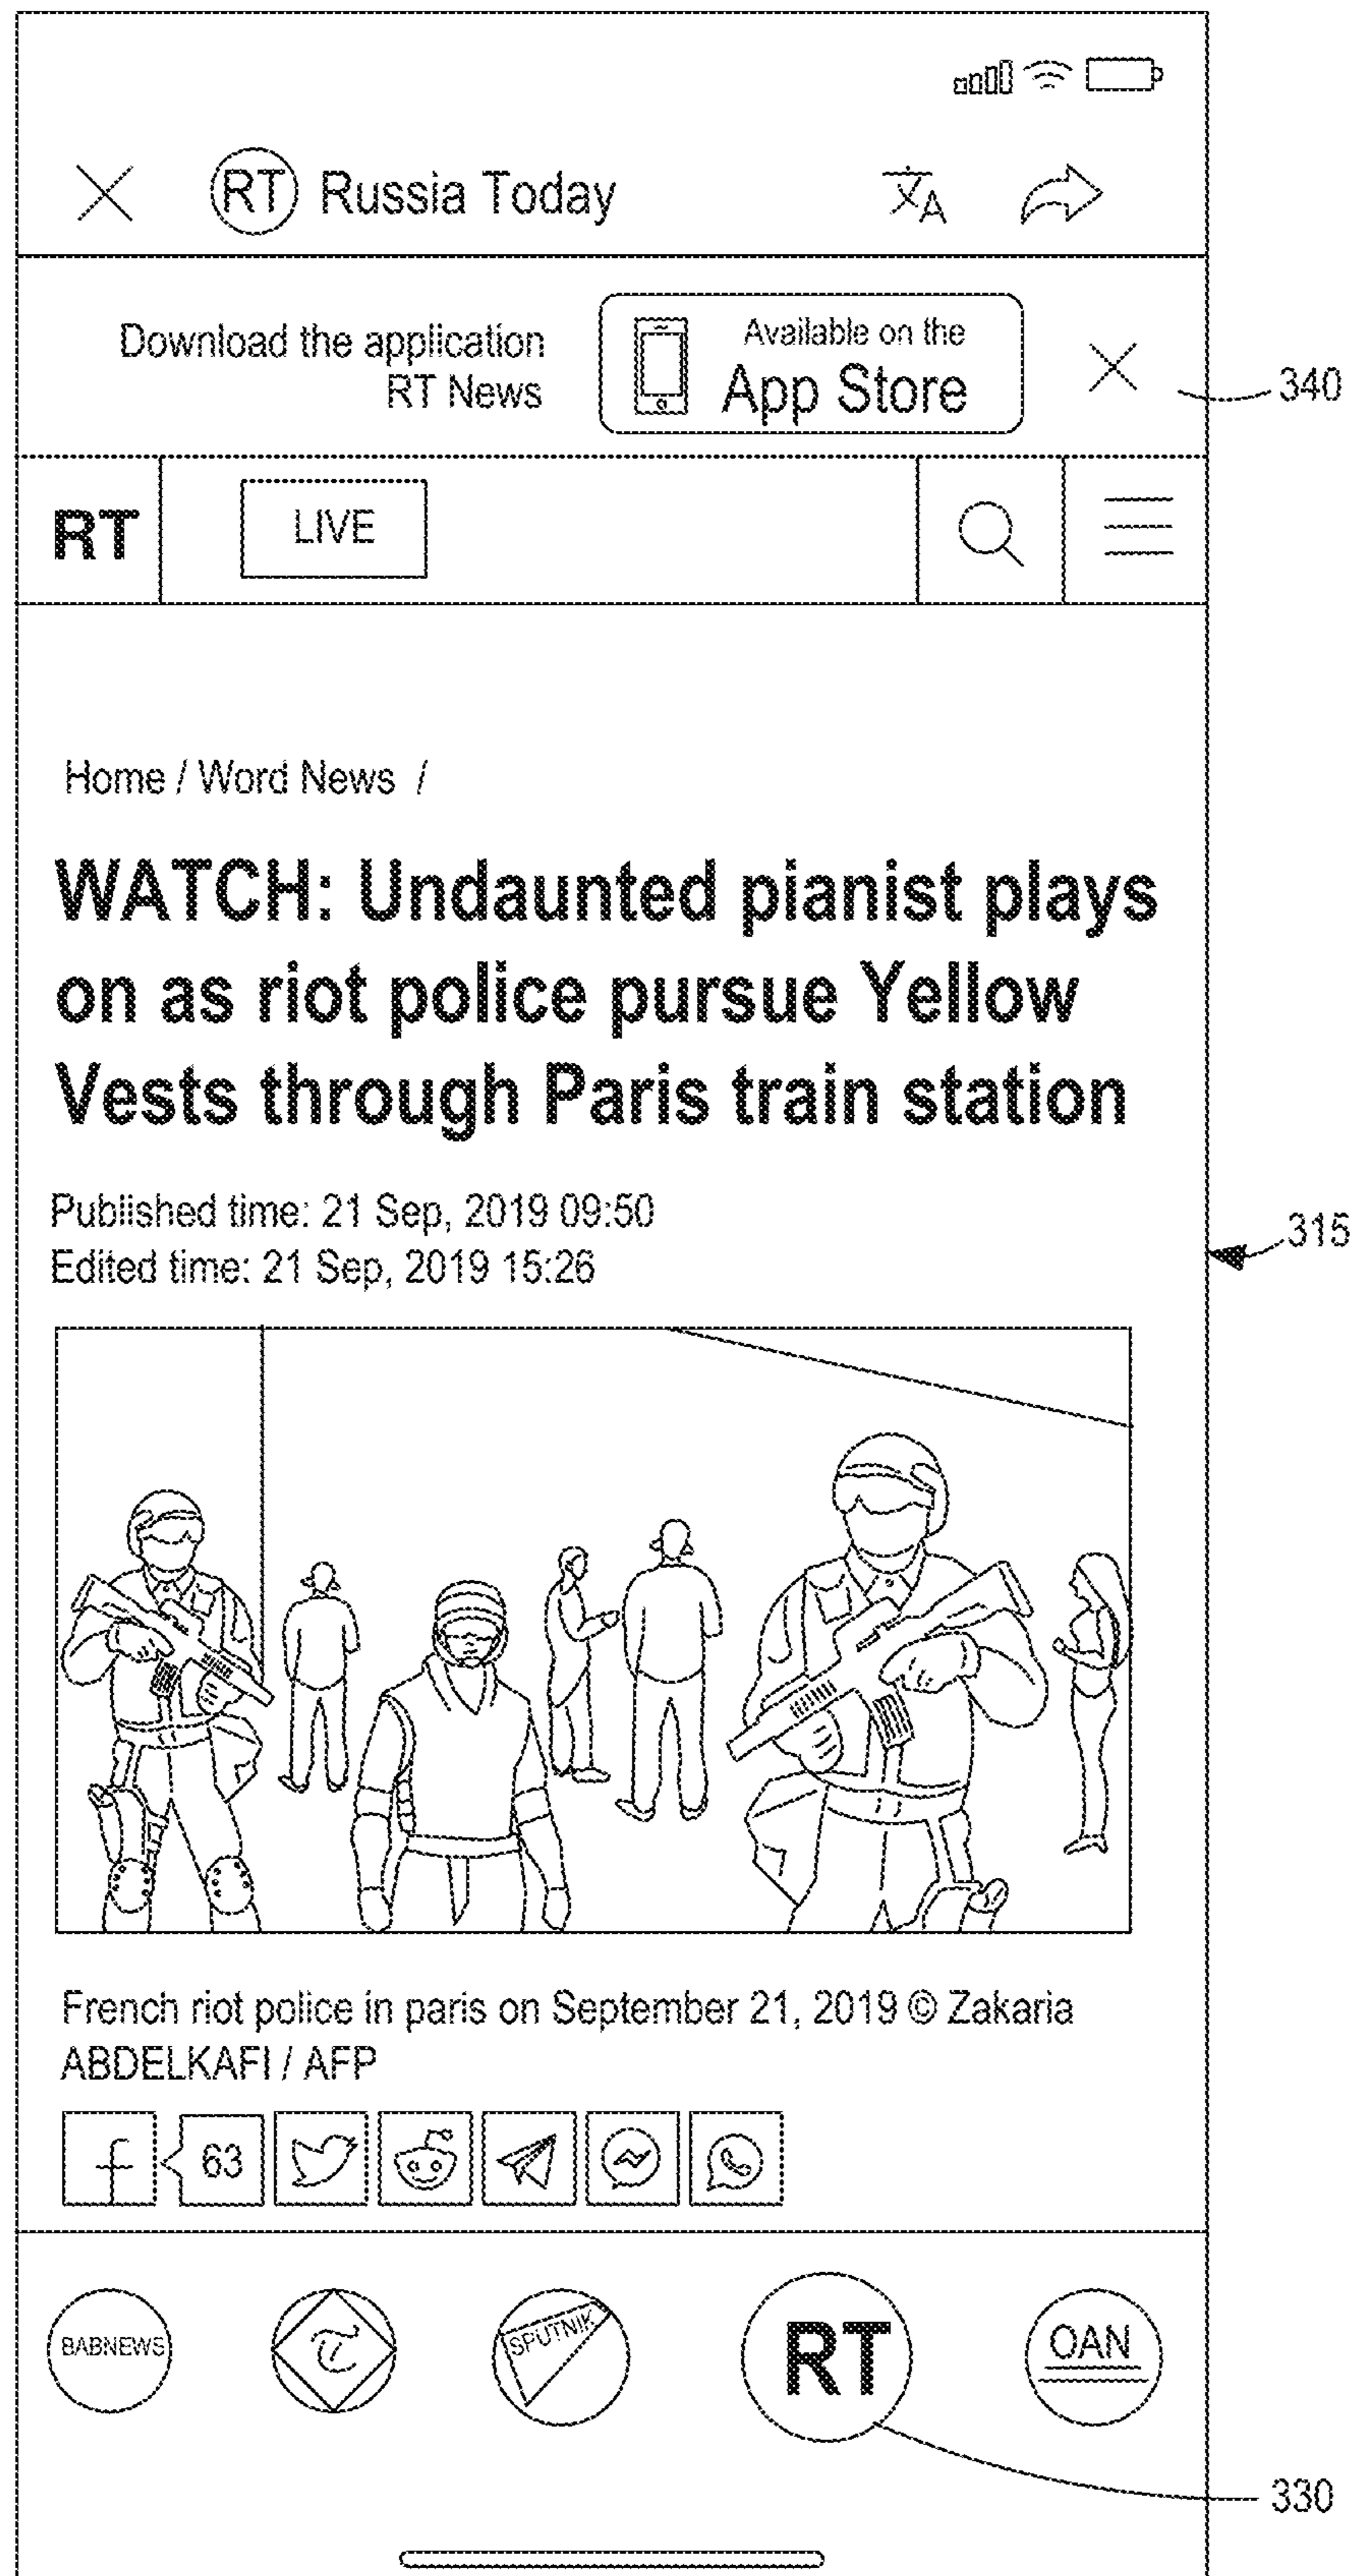 RT Russia Today
Download the application
RT News
Available on the
App Store
340
RT
LIVE
Home / Word News /
WATCH: Undaunted pianist plays
on as riot police pursue Yellow
Vests through Paris train station
Published time: 21 Sep, 2019 09:50
Edited time: 21 Sep, 2019 15:26
315
French riot police in paris on September 21, 2019 © Zakaria
ABDELKAFI / AFP
63
BABNEWS T SPUTNIK RT OAN
330